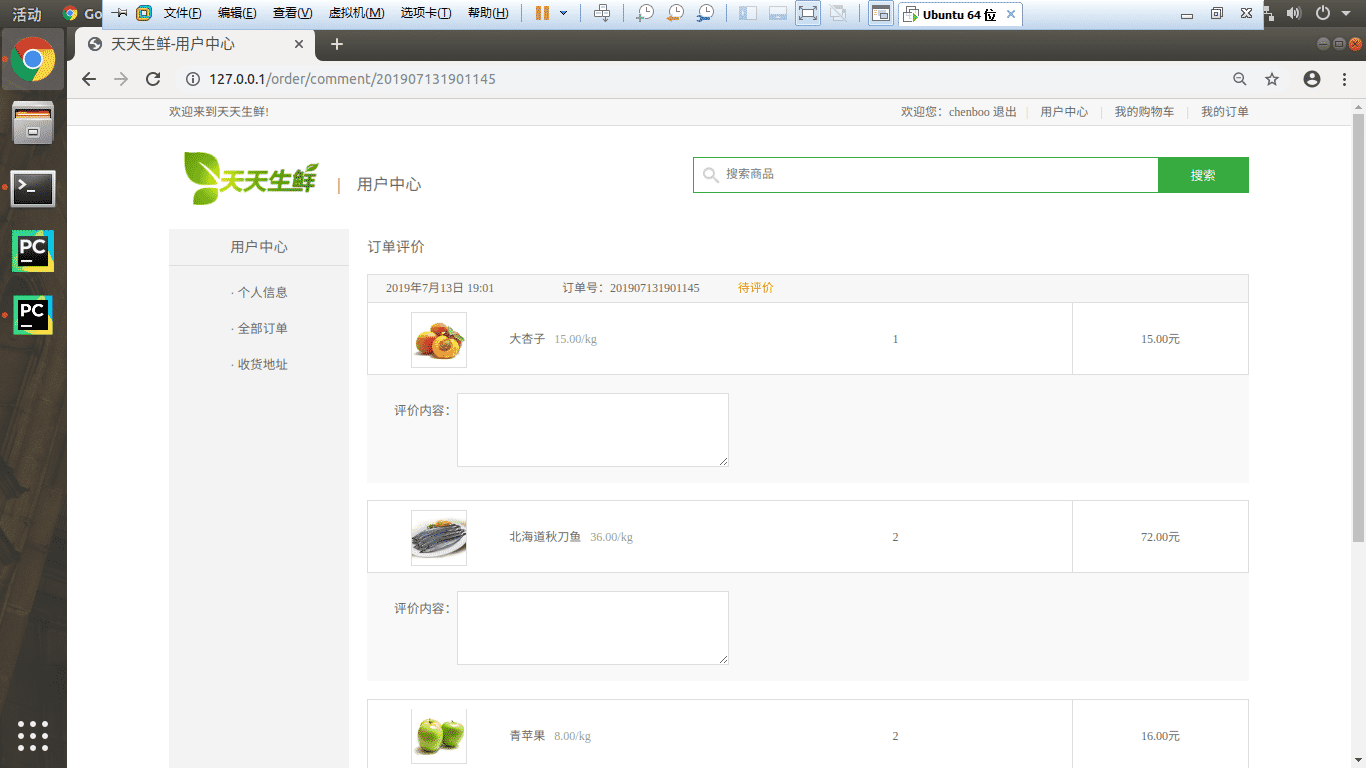 活动 Go 文件(F) 编辑(E) 查看(V) 虚拟机(M) 选项卡(T) 帮助(H) Ubuntu 64 位
天天生鲜-用户中心
127.0.0.1/order/comment/201907131901145
欢迎来到天天生鲜! 欢迎您：chenboo 退出 | 用户中心 | 我的购物车 | 我的订单
天天生鲜 | 用户中心 搜索商品 搜索
用户中心 订单评价
· 个人信息
· 全部订单
· 收货地址
2019年7月13日 19:01 订单号：201907131901145 待评价
大杏子 15.00/kg 1 15.00元
评价内容：
北海道秋刀鱼 36.00/kg 2 72.00元
评价内容：
青苹果 8.00/kg 2 16.00元
PC
PC